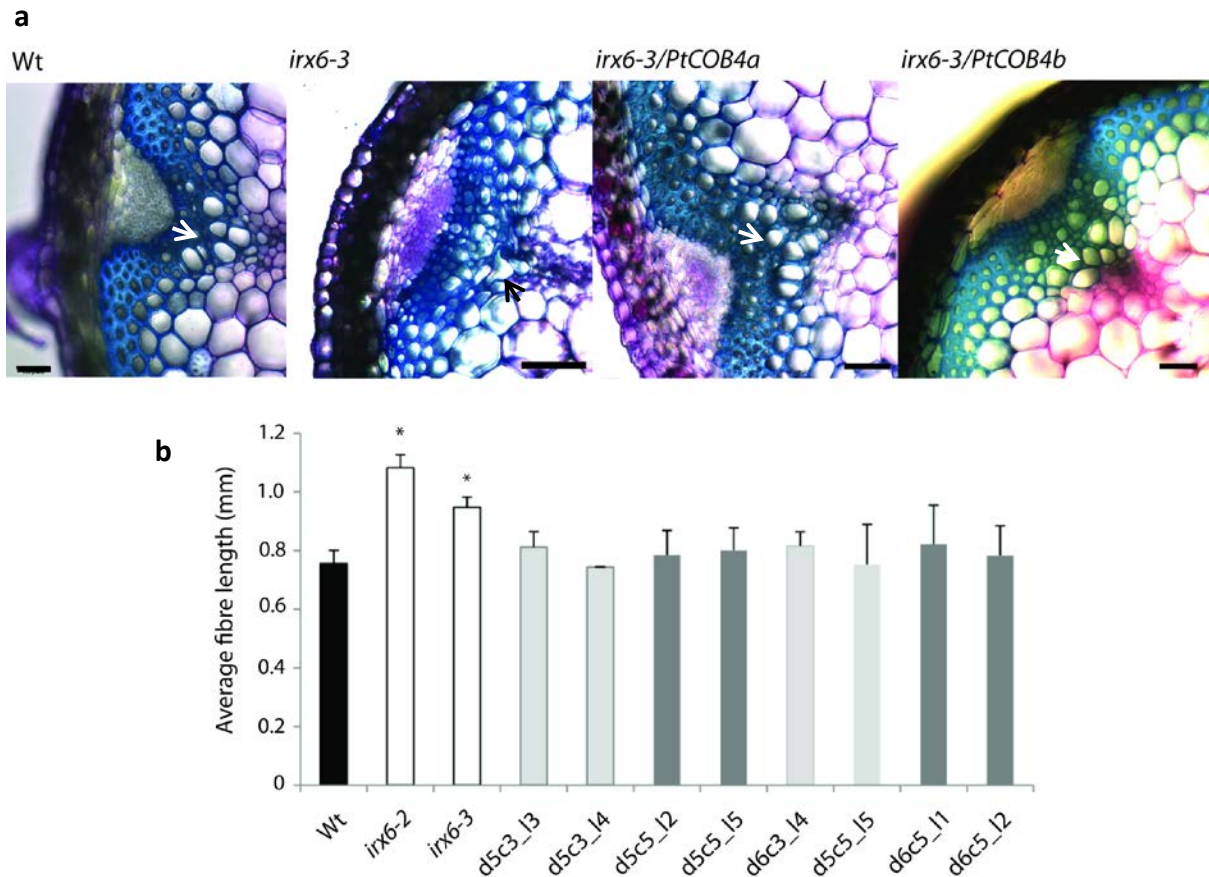 a
Wt irx6-3 irx6-3/PtCOB4a irx6-3/PtCOB4b
b
Average fibre length (mm)
1.2
1.0
0.8
0.6
0.4
0.2
0
*
*
Wt irx6-2 irx6-3 d5c3_l3 d5c3_l4 d5c5_l2 d5c5_l5 d6c3_l4 d5c5_l5 d6c5_l1 d6c5_l2